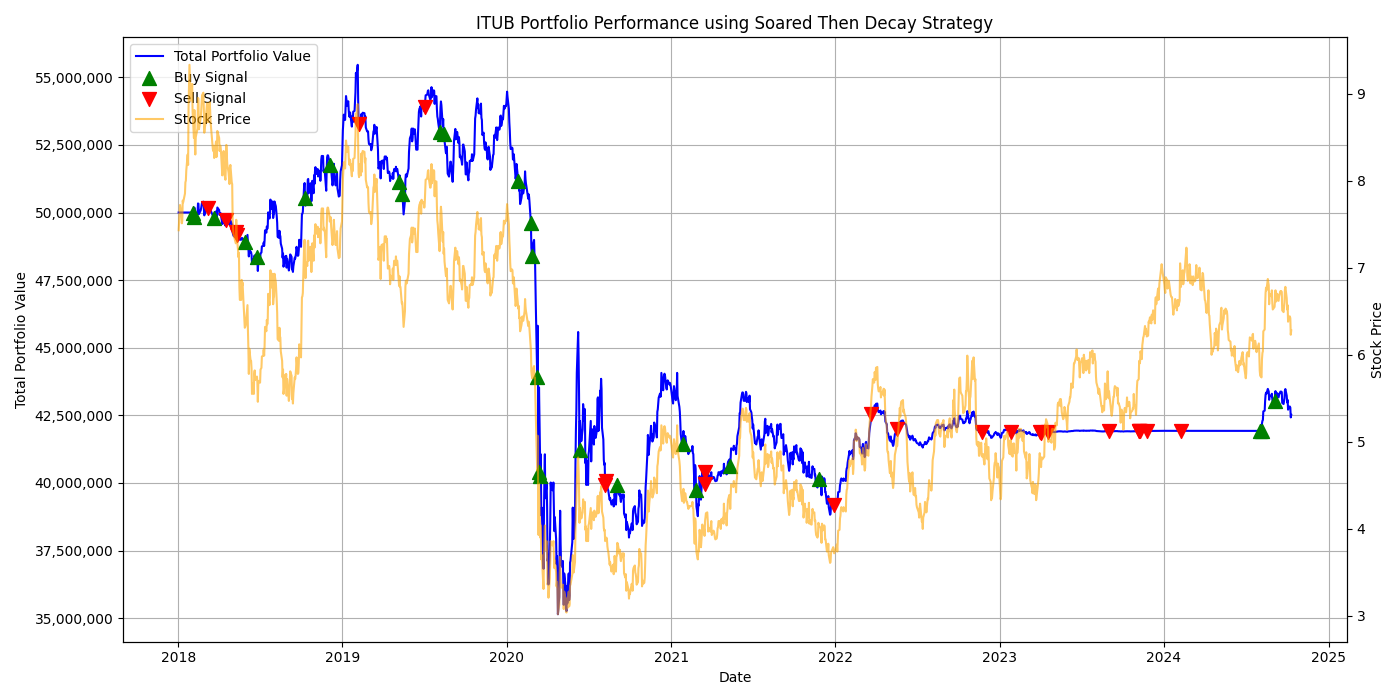 ITUB Portfolio Performance using Soared Then Decay Strategy
Total Portfolio Value
Buy Signal
Sell Signal
Stock Price
55,000,000
52,500,000
50,000,000
47,500,000
45,000,000
42,500,000
40,000,000
37,500,000
35,000,000
Total Portfolio Value
9
8
7
6
5
4
3
Stock Price
2018 2019 2020 2021 2022 2023 2024 2025
Date